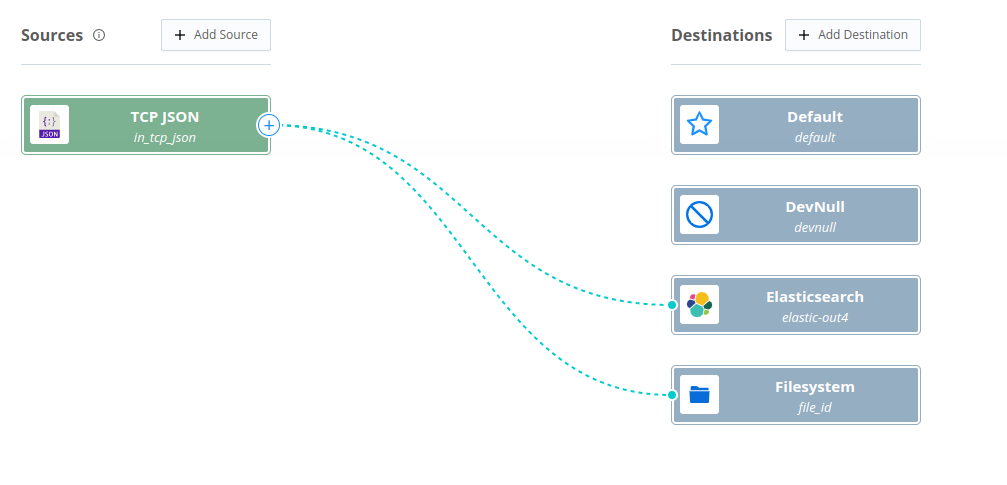 Sources
Add Source
Destinations
Add Destination
TCP JSON
in_tcp_json
{:}
JSON
Default
default
DevNull
devnull
Elasticsearch
elastic-out4
Filesystem
file_id